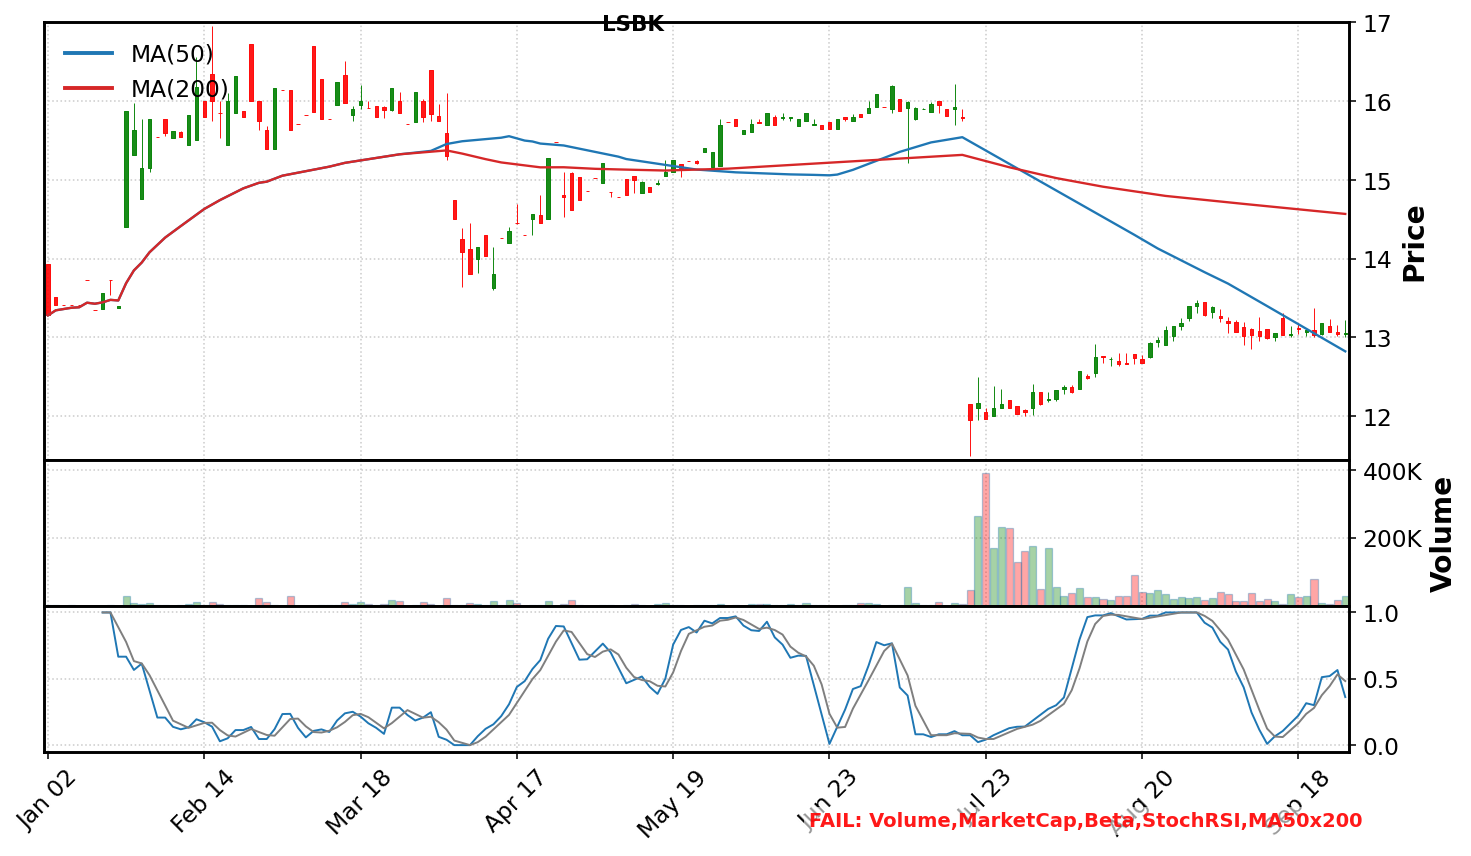 LSBK
MA(50)
MA(200)
17
16
15
14
13
12
Price
400K
200K
Volume
1.0
0.5
0.0
Jan 02
Feb 14
Mar 18
Apr 17
May 19
Jun 23
Jul 23
Aug 20
Sep 18
FAIL: Volume,MarketCap,Beta,StochRSI,MA50x200